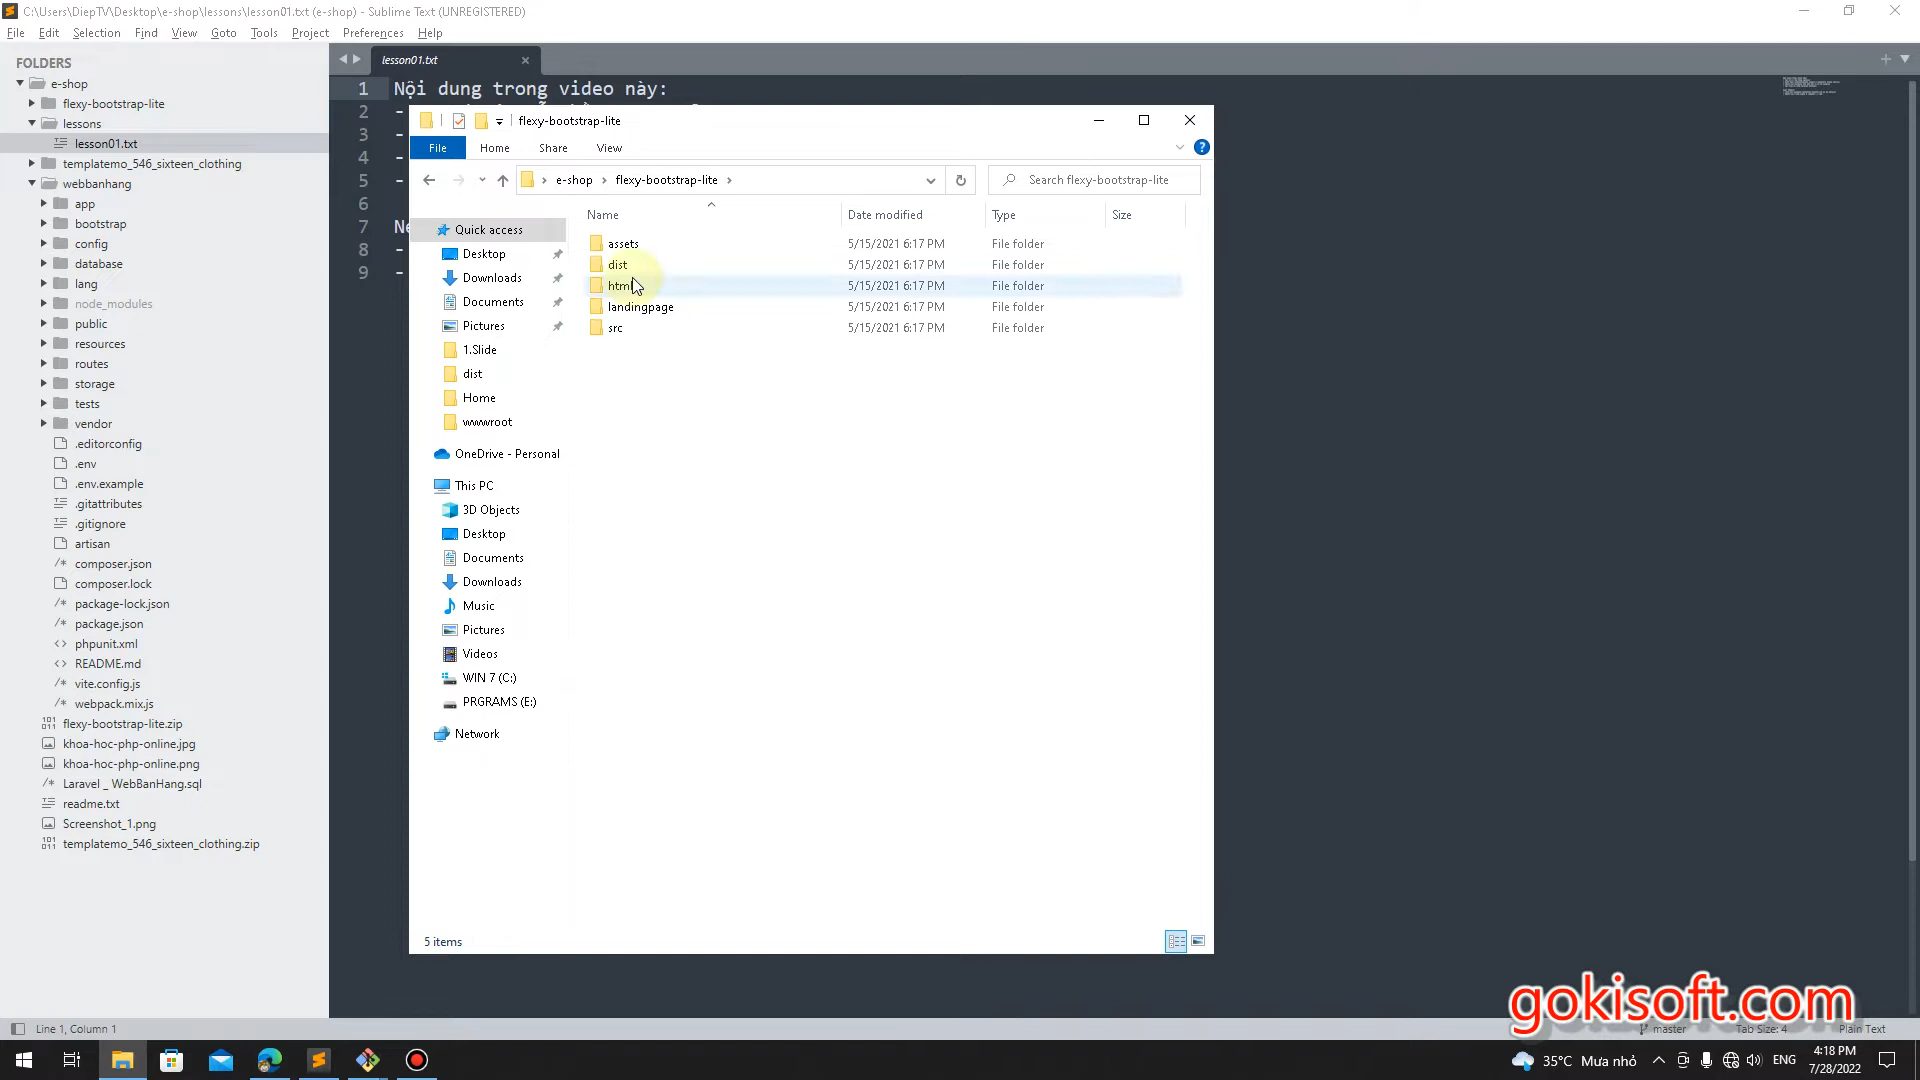 C:\Users\DiepTV\Desktop\e-shop\lessons\lesson01.txt (e-shop) - Sublime Text (UNREGISTERED)
File Edit Selection Find View Goto Tools Project Preferences Help
FOLDERS
e-shop
flexy-bootstrap-lite
lessons
lesson01.txt
templatemo_546_sixteen_clothing
webbanhang
app
bootstrap
config
database
lang
node_modules
public
resources
routes
storage
tests
vendor
.editorconfig
.env
.env.example
.gitattributes
.gitignore
artisan
composer.json
composer.lock
package-lock.json
package.json
phpunit.xml
README.md
vite.config.js
webpack.mix.js
flexy-bootstrap-lite.zip
khoa-hoc-php-online.jpg
khoa-hoc-php-online.png
Laravel _ WebBanHang.sql
readme.txt
Screenshot_1.png
templatemo_546_sixteen_clothing.zip
lesson01.txt
1 Nội dung trong video này:
2 -
3 -
4 -
5 -
6
7
8 -
9 -
flexy-bootstrap-lite
File Home Share View
e-shop flexy-bootstrap-lite
Search flexy-bootstrap-lite
Name Date modified Type Size
assets 5/15/2021 6:17 PM File folder
dist 5/15/2021 6:17 PM File folder
html 5/15/2021 6:17 PM File folder
landingpage 5/15/2021 6:17 PM File folder
src 5/15/2021 6:17 PM File folder
Quick access
Desktop
Downloads
Documents
Pictures
1.Slide
dist
Home
wwwroot
OneDrive - Personal
This PC
3D Objects
Desktop
Documents
Downloads
Music
Pictures
Videos
WIN 7 (C:)
PRGRAMS (E:)
Network
5 items
gokisoft.com
Line 1, Column 1
master
Tab Size: 4
Plain Text
35°C Mưa nhỏ
ENG
4:18 PM
7/28/2022